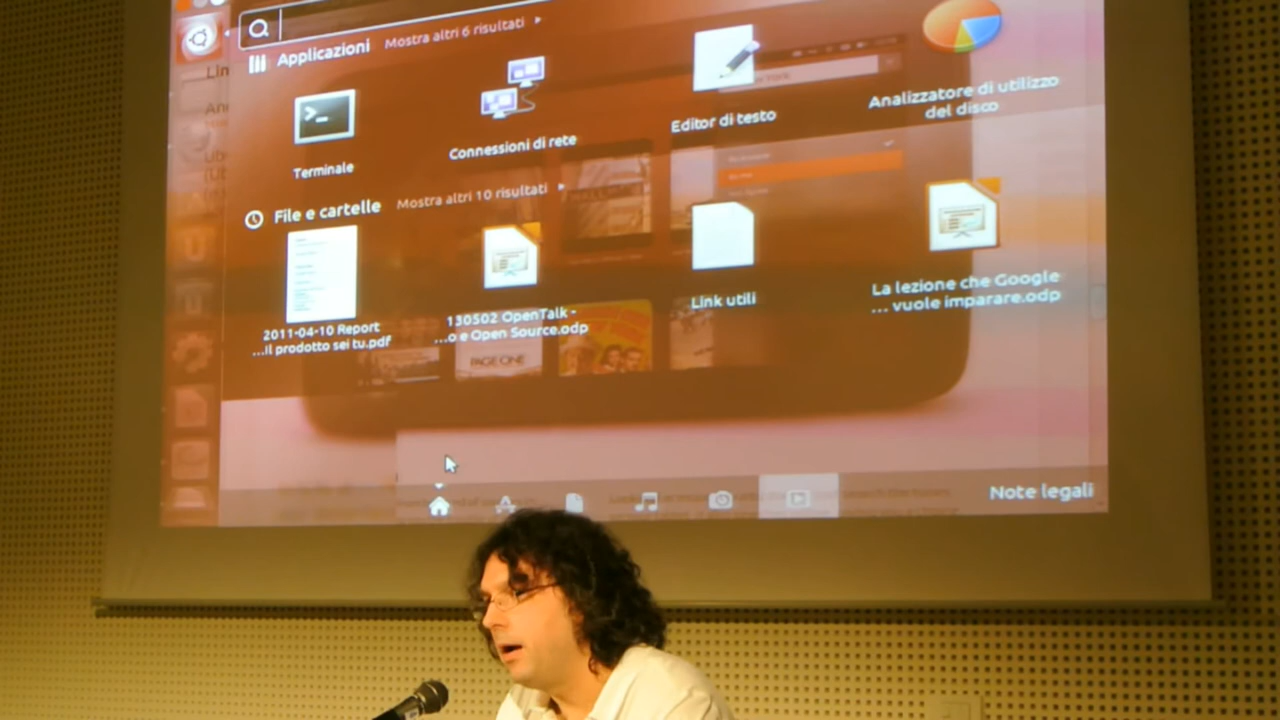 Applicazioni Mostra altri 6 risultati
Terminale
Connessioni di rete
Editor di testo
Analizzatore di utilizzo
del disco
File e cartelle Mostra altri 10 risultati
2011-04-10 Report
...il prodotto sei tu.pdf
130502 OpenTalk -
...o e Open Source.odp
Link utili
La lezione che Google
... vuole imparare.odp
PAGE ONE
Note legali